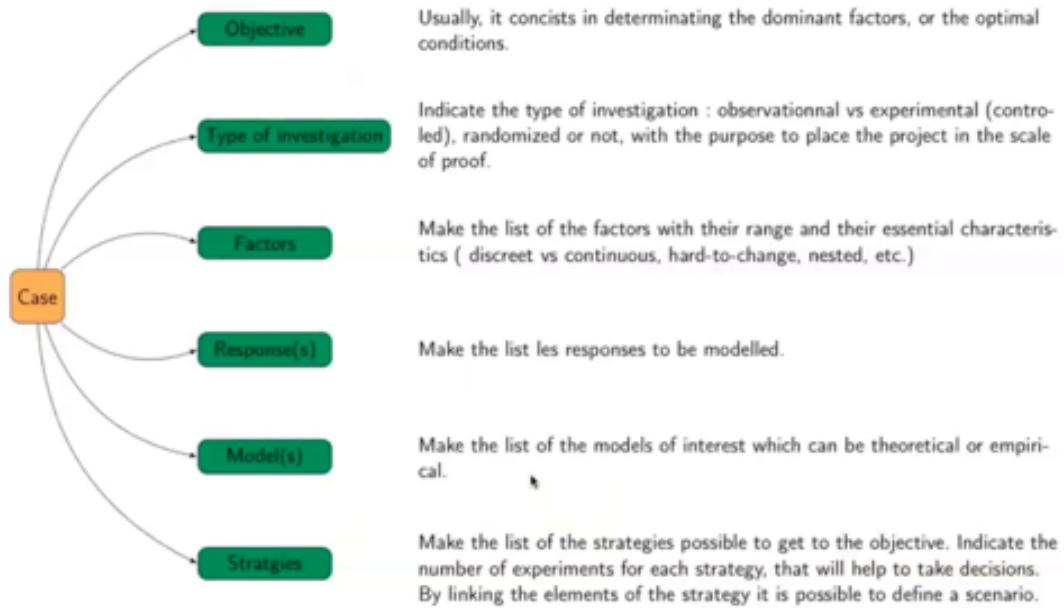 Objective
Usually, it concists in determinating the dominant factors, or the optimal
conditions.
Type of investigation
Indicate the type of investigation : observationnal vs experimental (contro-
led), randomized or not, with the purpose to place the project in the scale
of proof.
Factors
Make the list of the factors with their range and their essential characteris-
tics ( discreet vs continuous, hard-to-change, nested, etc.)
Case
Response(s)
Make the list les responses to be modelled.
Model(s)
Make the list of the models of interest which can be theoretical or empiri-
cal.
Stratgies
Make the list of the strategies possible to get to the objective. Indicate the
number of experiments for each strategy, that will help to take decisions.
By linking the elements of the strategy it is possible to define a scenario.